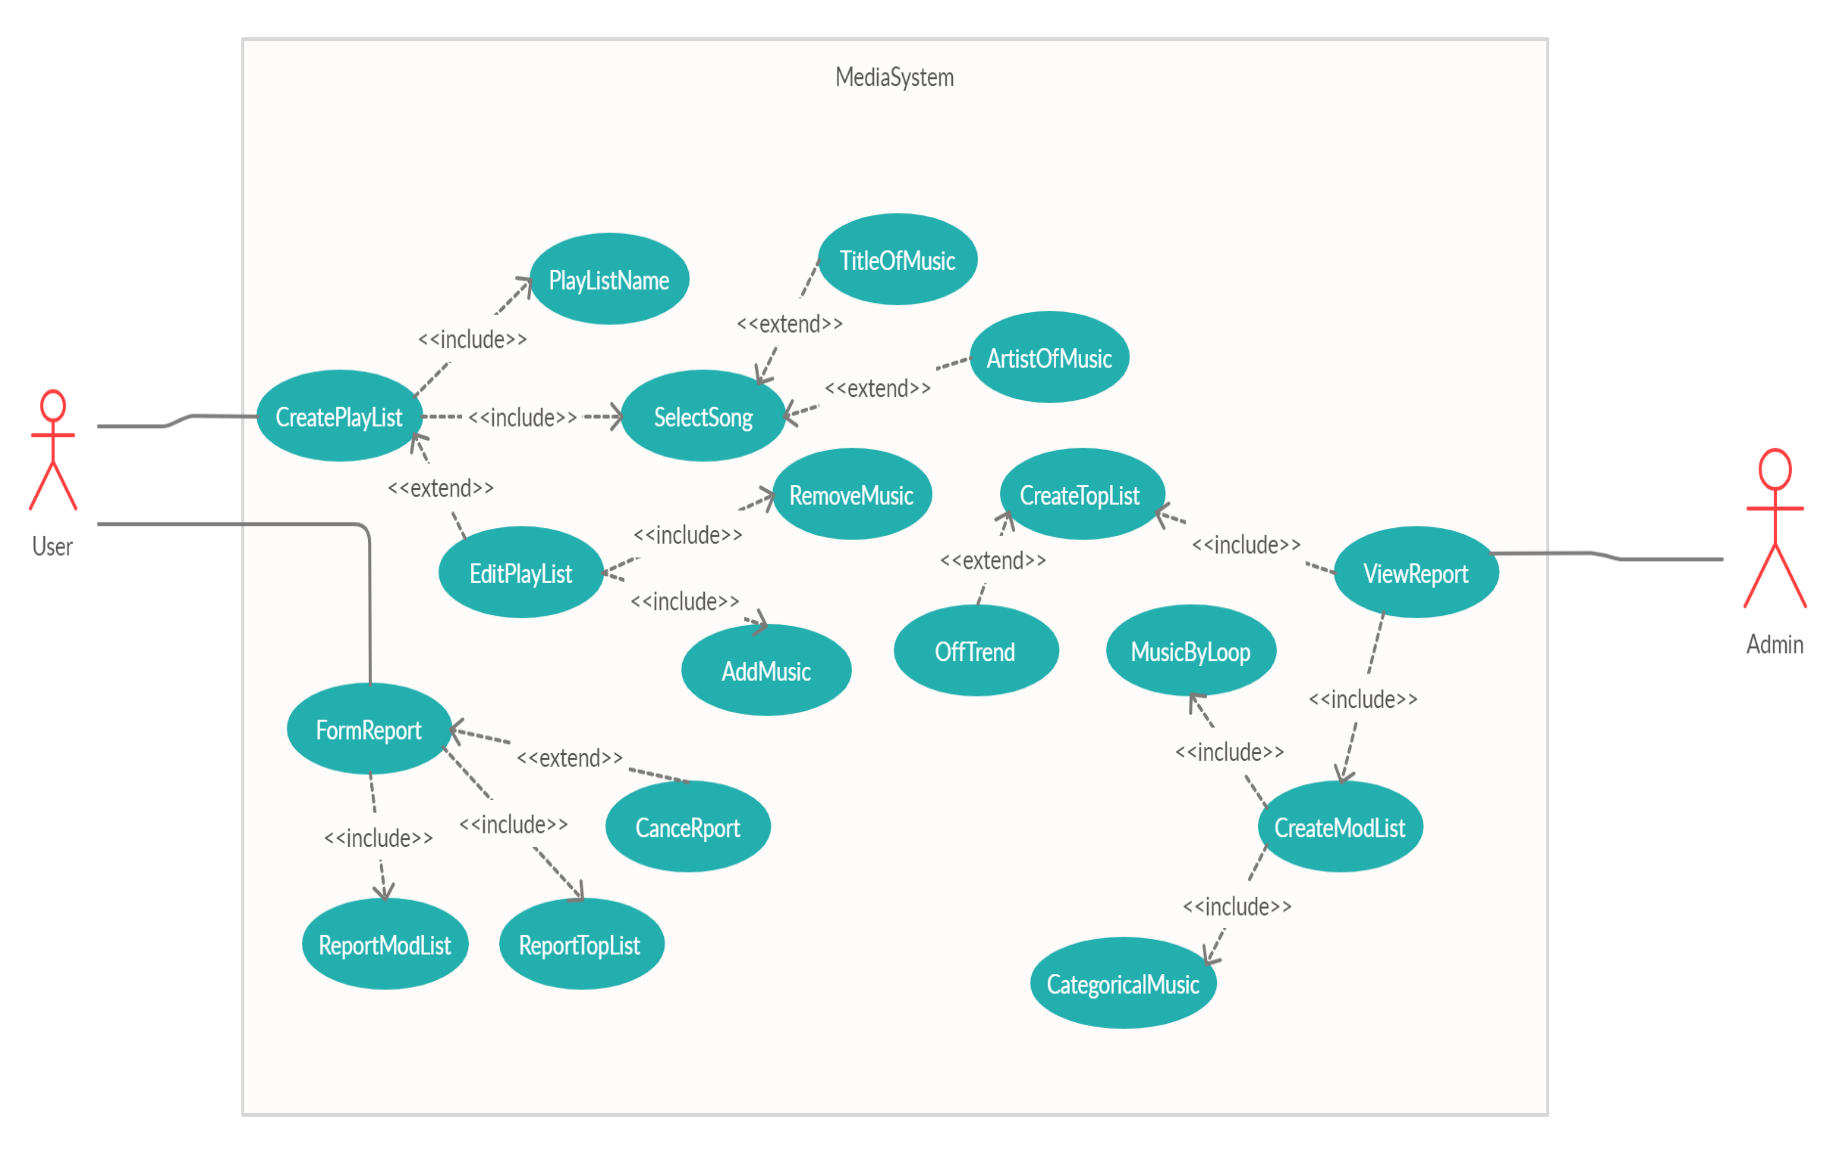 MediaSystem
TitleOfMusic
PlayListName
<<extend>>
<<include>>
ArtistOfMusic
<<extend>>
CreatePlayList
<<include>>
SelectSong
<<extend>>
RemoveMusic
CreateTopList
<<include>>
<<include>>
User
<<extend>>
EditPlayList
ViewReport
<<include>>
Admin
OffTrend
MusicByLoop
AddMusic
<<include>>
FormReport
<<include>>
<<extend>>
<<include>>
<<include>>
CanceRport
CreateModList
<<include>>
ReportModList
ReportTopList
CategoricalMusic